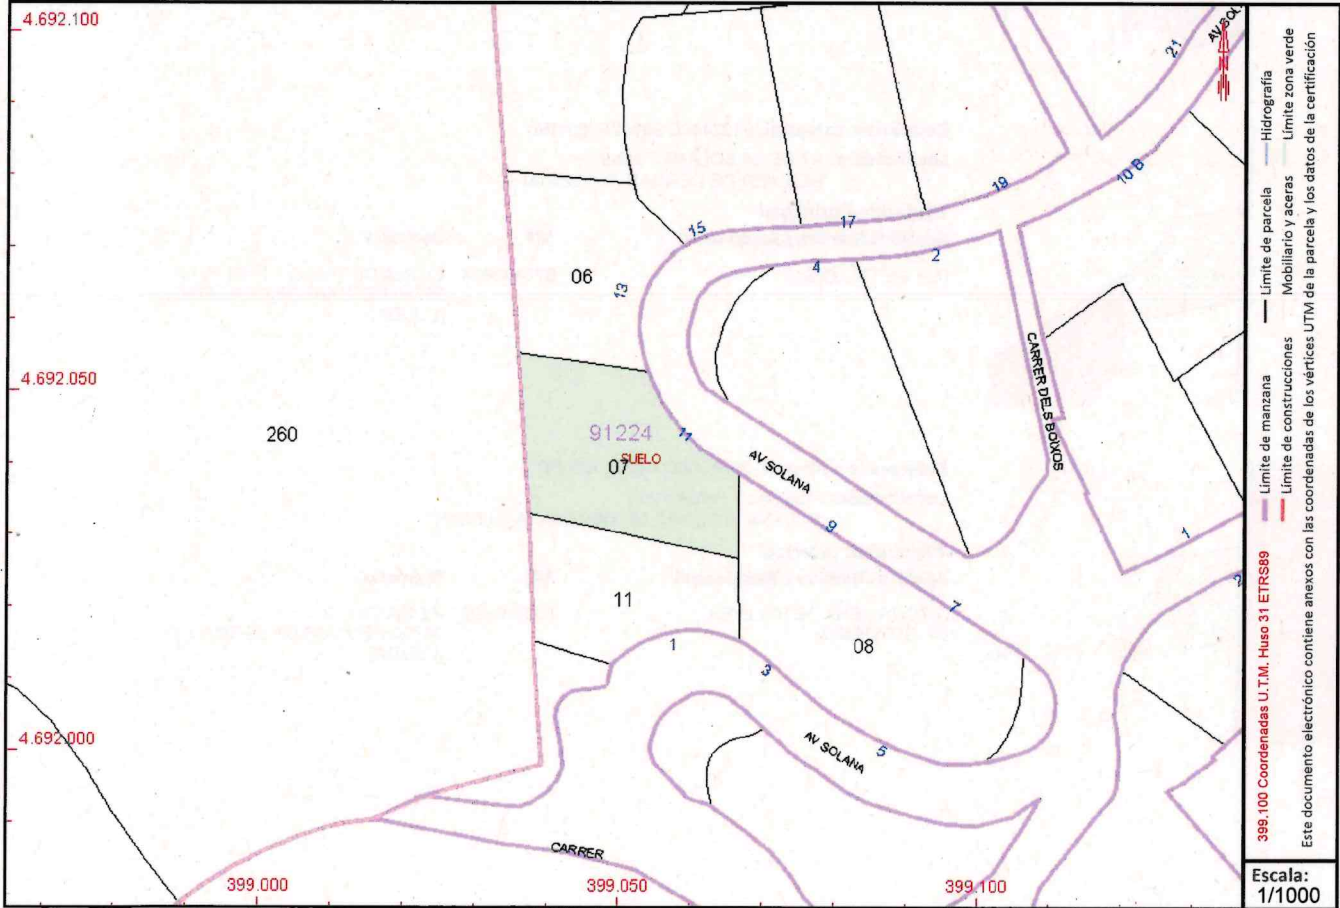 4.692.100
AV SOL
21
10 B
19
17
15
2
4
06
13
CARRER DELS BOIXOS
4.692.050
260
91224
11
SUELO
07
AV SOLANA
9
1
2
7
11
1
08
3
4.692.000
AV SOLANA
5
CARRER
399.000
399.050
399.100
399.100 Coordenadas U.T.M. Huso 31 ETRS89
Límite de manzana
Límite de parcela
Hidrografía
Límite de construcciones
Mobiliario y aceras
Límite zona verde
Este documento electrónico contiene anexos con las coordenadas de los vértices UTM de la parcela y los datos de la certificación
Escala:
1/1000